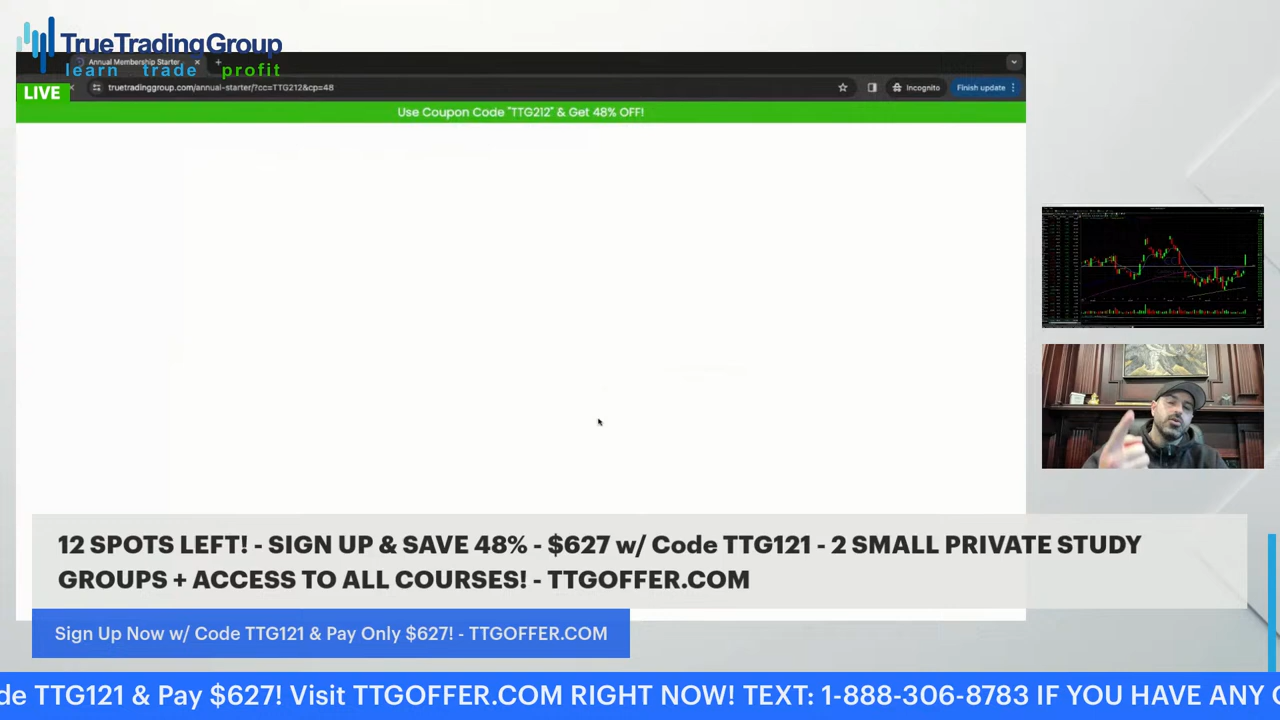 TrueTradingGroup
learn trade profit
Annual Membership Starter
LIVE
truetradinggroup.com/annual-starter/?cc=TTG212&cp=48
Incognito
Finish update
Use Coupon Code "TTG212" & Get 48% OFF!
12 SPOTS LEFT! - SIGN UP & SAVE 48% - $627 w/ Code TTG121 - 2 SMALL PRIVATE STUDY
GROUPS + ACCESS TO ALL COURSES! - TTGOFFER.COM
Sign Up Now w/ Code TTG121 & Pay Only $627! - TTGOFFER.COM
de TTG121 & Pay $627! Visit TTGOFFER.COM RIGHT NOW! TEXT: 1-888-306-8783 IF YOU HAVE ANY